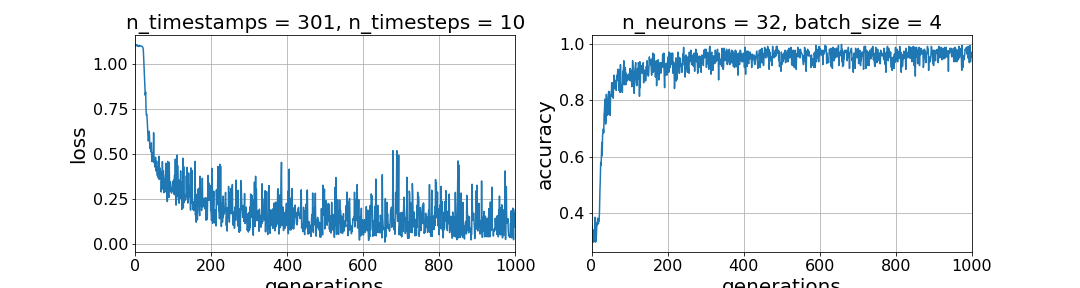 n_timestamps = 301, n_timesteps = 10
n_neurons = 32, batch_size = 4
loss
1.00
0.75
0.50
0.25
0.00
0 200 400 600 800 1000
generations
accuracy
1.0
0.8
0.6
0.4
0 200 400 600 800 1000
generations